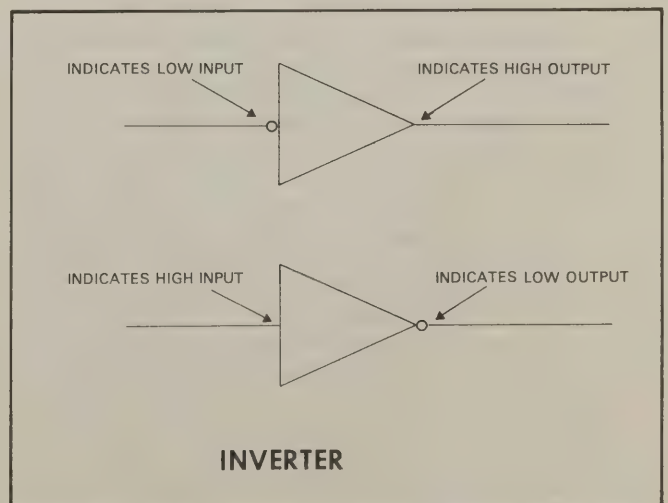 INDICATES LOW INPUT
INDICATES HIGH OUTPUT
INDICATES HIGH INPUT
INDICATES LOW OUTPUT
INVERTER